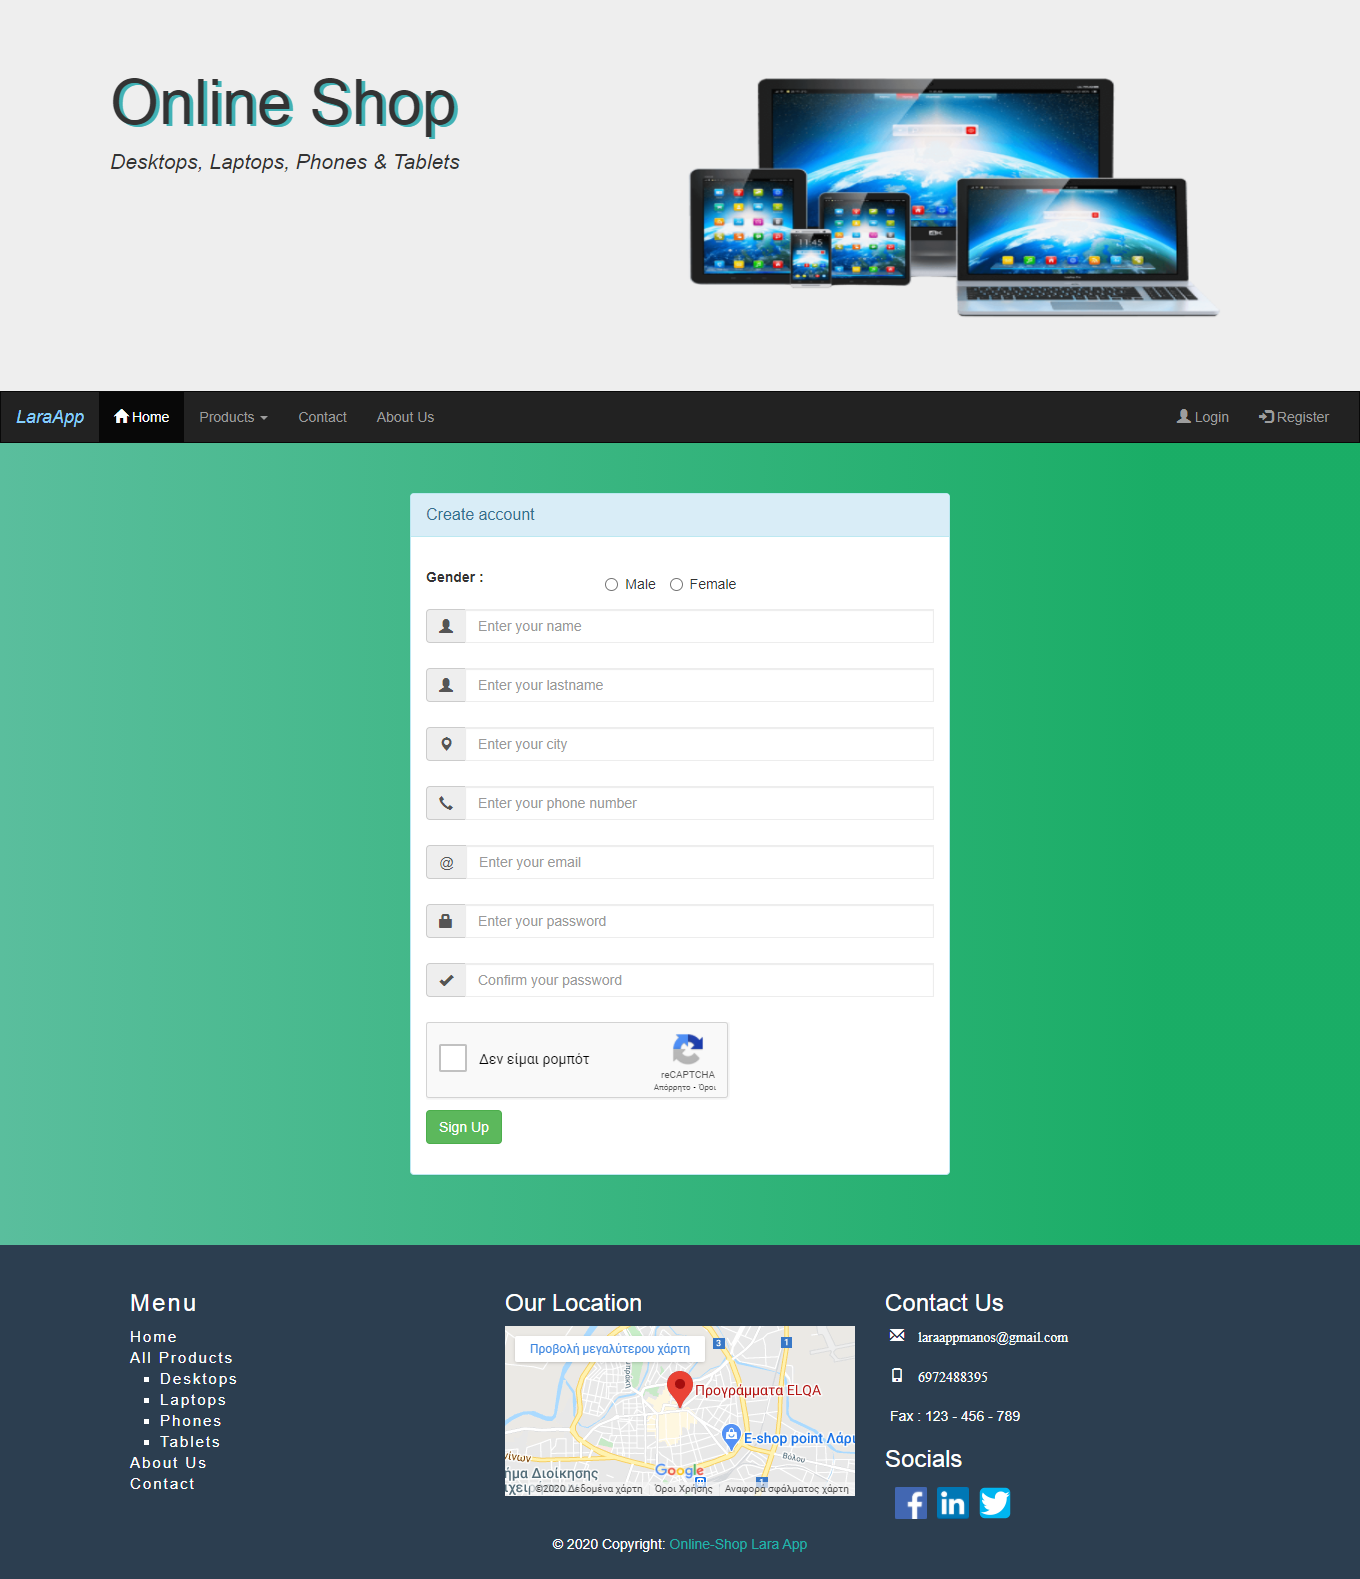 Online Shop
Desktops, Laptops, Phones & Tablets
11:45
LaraApp
Home
Products
Contact
About Us
Login
Register
Create account
Gender :
Male
Female
Enter your name
Enter your lastname
Enter your city
Enter your phone number
@
Enter your email
Enter your password
Confirm your password
Δεν είμαι ρομπότ
reCAPTCHA
Απόρρητο - Όροι
Sign Up
Menu
Home
All Products
Desktops
Laptops
Phones
Tablets
About Us
Contact
Our Location
Προβολή μεγαλύτερου χάρτη
3
1
Προγράμματα ELQA
E-shop point Λάρι
Βόλου
ίνων
ήμα Διοίκησης
Google
1
©2020 Δεδομένα χάρτη
Όροι Χρήσης
Αναφορά σφάλματος χάρτη
Contact Us
laraappmanos@gmail.com
6972488395
Fax : 123 - 456 - 789
Socials
© 2020 Copyright: Online-Shop Lara App